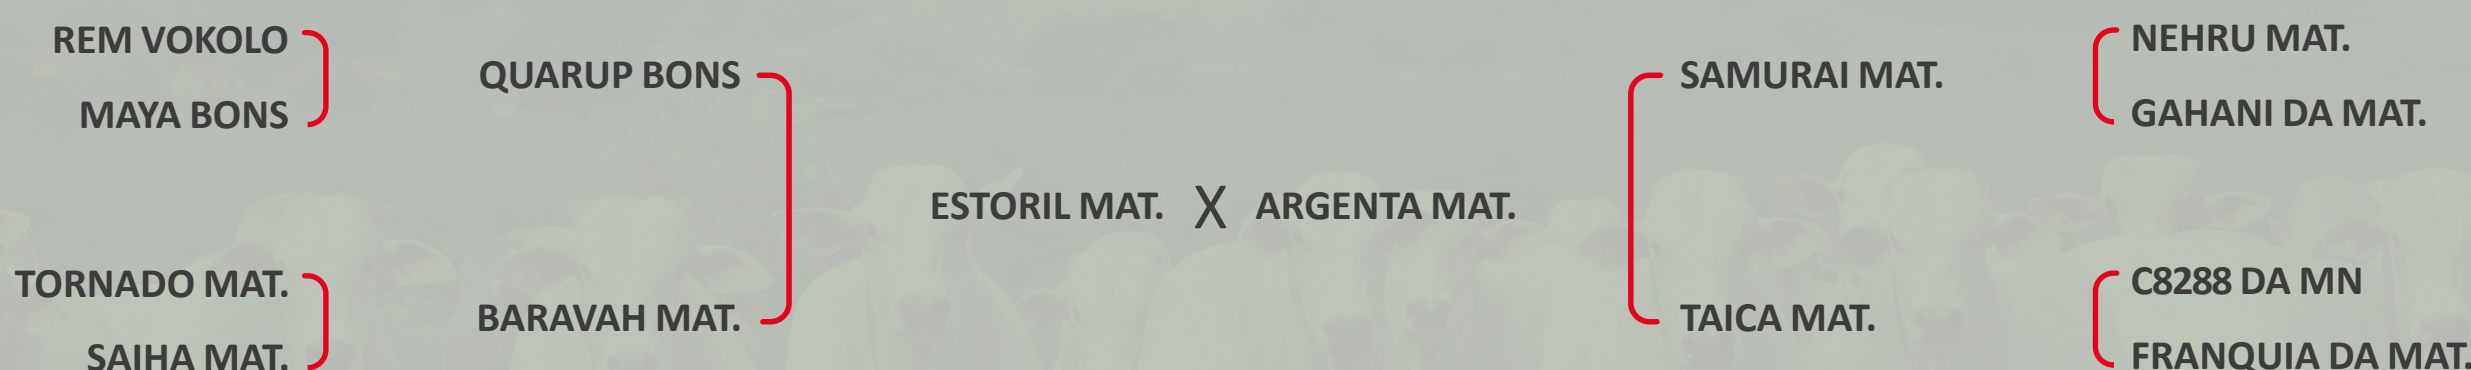 REM VOKOLO
MAYA BONS
QUARUP BONS
TORNADO MAT.
SAIHA MAT.
BARAVAH MAT.
ESTORIL MAT. X ARGENTA MAT.
SAMURAI MAT.
NEHRU MAT.
GAHANI DA MAT.
TAICA MAT.
C8288 DA MN
FRANQUIA DA MAT.